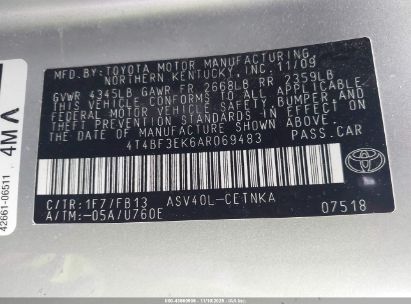 MFD.BY: TOYOTA MOTOR MANUFACTURING,
NORTHERN KENTUCKY, INC. 11/09
GVWR 4345LB GAWR FR 2668LB RR 2359LB
THIS VEHICLE CONFORMS TO ALL APPLICABLE
FEDERAL MOTOR VEHICLE SAFETY, BUMPER, AND
THEFT PREVENTION STANDARDS IN EFFECT ON
THE DATE OF MANUFACTURE SHOWN ABOVE.
4T4BF3EK6AR069483 PASS.CAR
C/TR: 1F7/FB13 ASV40L-CETNKA
A/TM: -05A/U760E 07518
TOYOTA
42661-06511 4MA